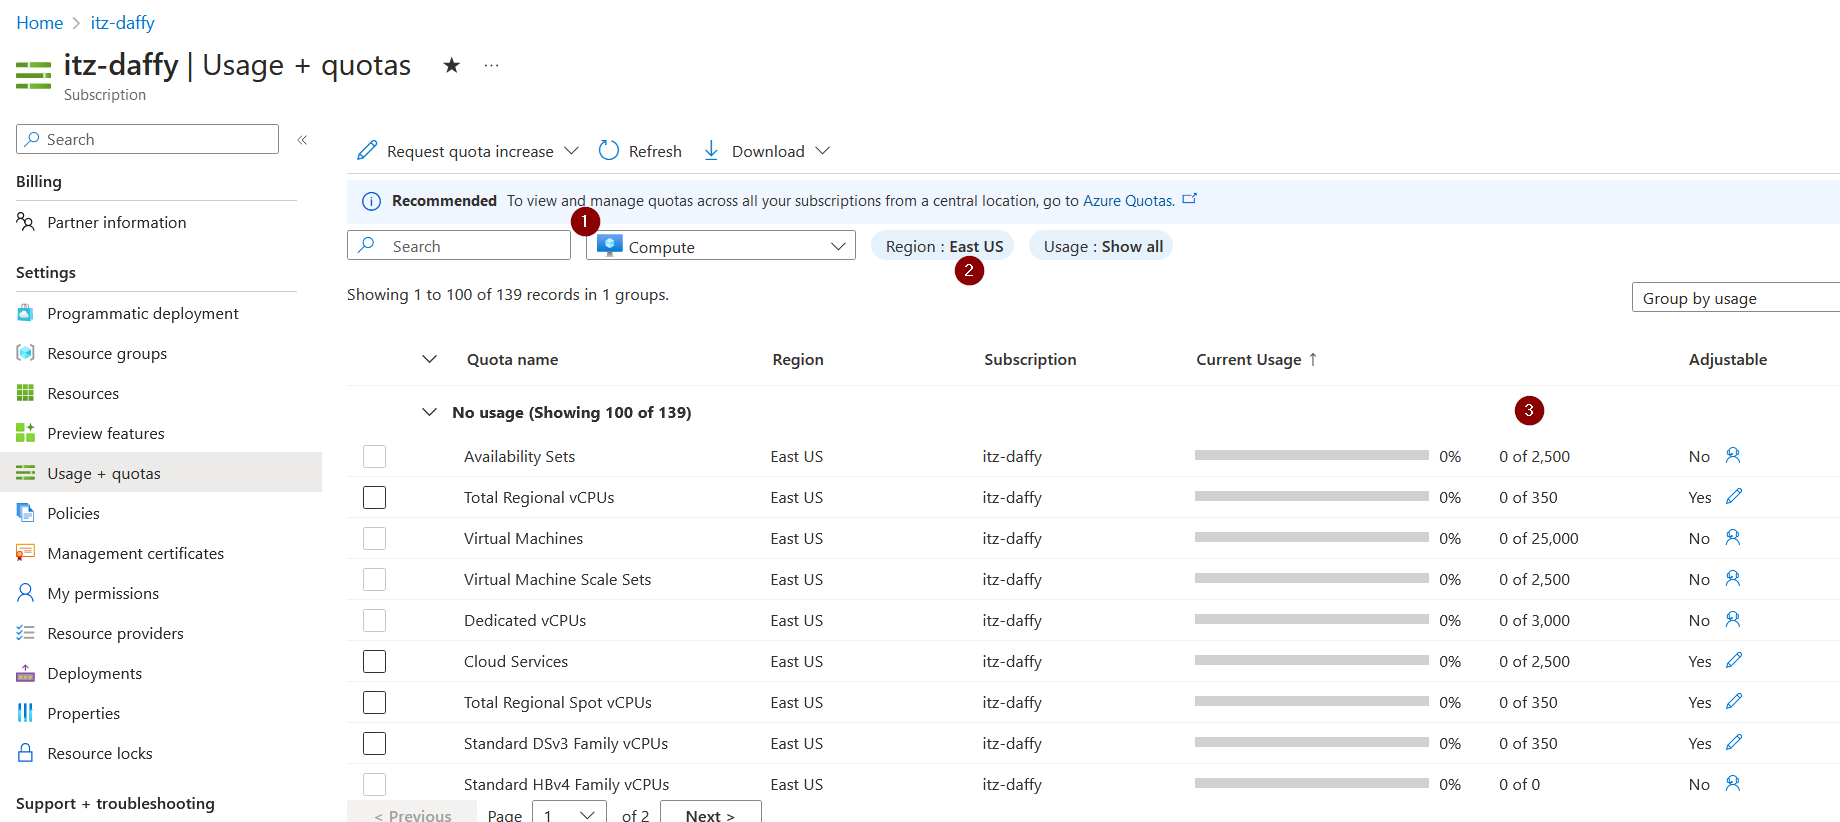 Home > itz-daffy
itz-daffy | Usage + quotas ★ ...
Subscription
Search «
Billing
Partner information
Settings
Programmatic deployment
Resource groups
Resources
Preview features
Usage + quotas
Policies
Management certificates
My permissions
Resource providers
Deployments
Properties
Resource locks
Support + troubleshooting
Request quota increase Refresh Download
Recommended To view and manage quotas across all your subscriptions from a central location, go to Azure Quotas.
1
Search Compute Region : East US Usage : Show all
2
Showing 1 to 100 of 139 records in 1 groups.
Group by usage
Quota name Region Subscription Current Usage ↑ Adjustable
No usage (Showing 100 of 139) 3
Availability Sets East US itz-daffy 0% 0 of 2,500 No
Total Regional vCPUs East US itz-daffy 0% 0 of 350 Yes
Virtual Machines East US itz-daffy 0% 0 of 25,000 No
Virtual Machine Scale Sets East US itz-daffy 0% 0 of 2,500 No
Dedicated vCPUs East US itz-daffy 0% 0 of 3,000 No
Cloud Services East US itz-daffy 0% 0 of 2,500 Yes
Total Regional Spot vCPUs East US itz-daffy 0% 0 of 350 Yes
Standard DSv3 Family vCPUs East US itz-daffy 0% 0 of 350 Yes
Standard HBv4 Family vCPUs East US itz-daffy 0% 0 of 0 No
< Previous Page 1 of 2 Next >